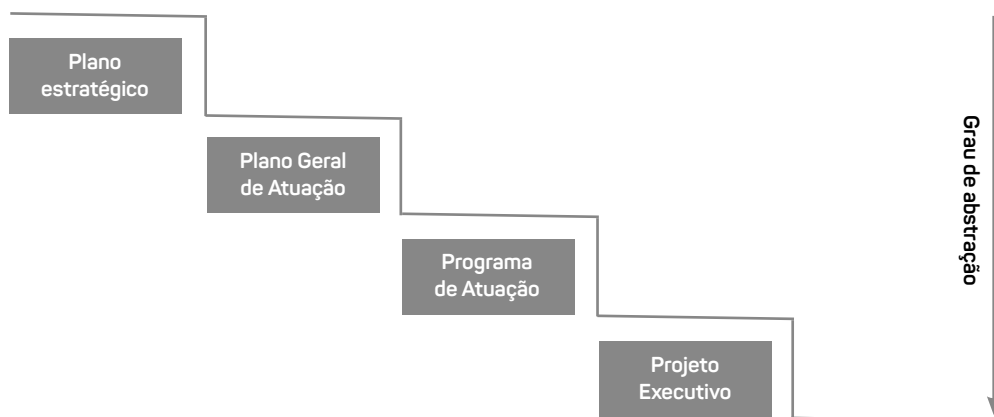 Plano
estratégico
Plano Geral
de Atuação
Programa
de Atuação
Projeto
Executivo
Grau de abstração